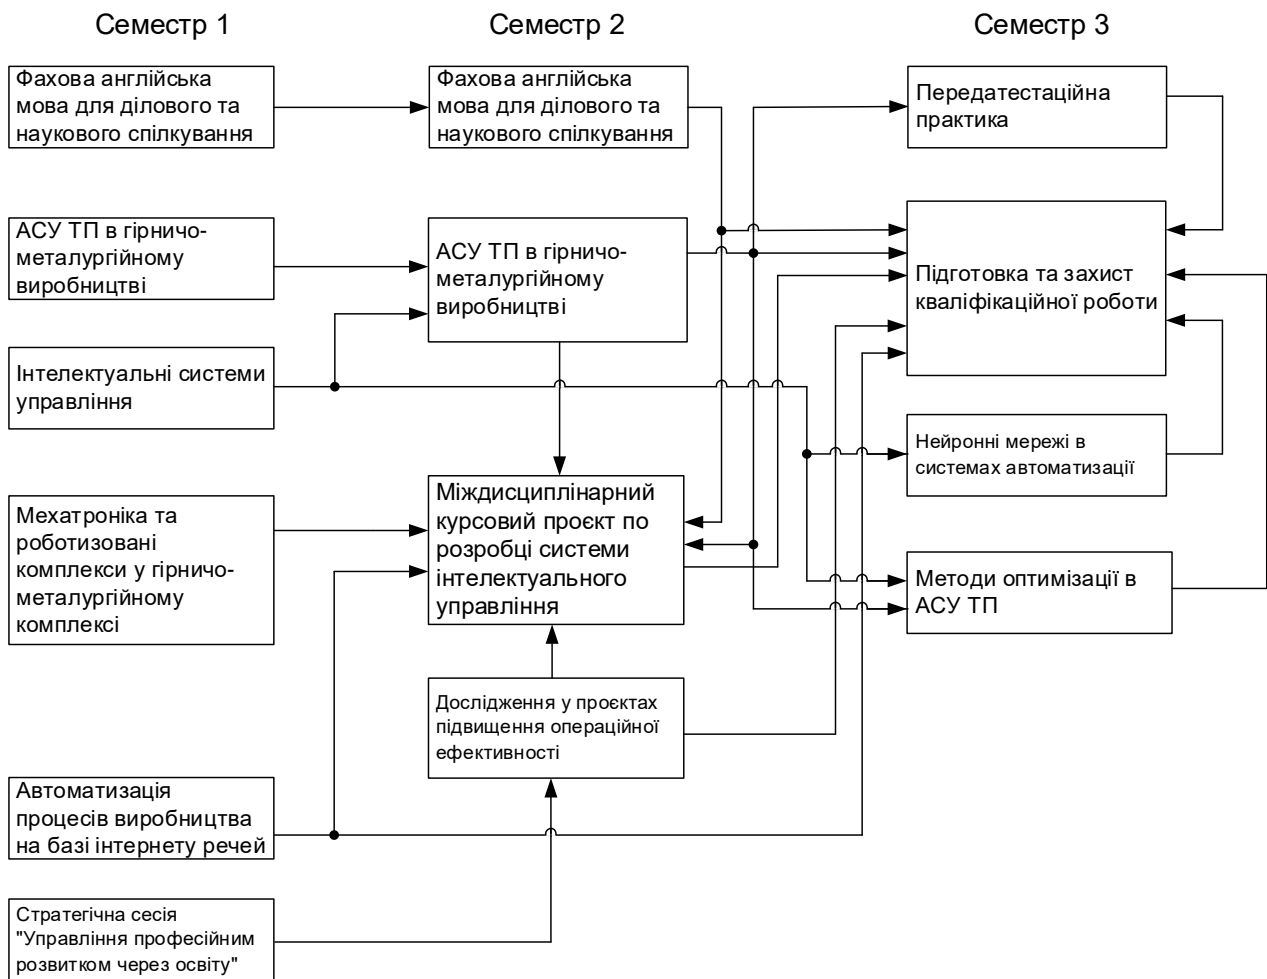 Семестр 1
Семестр 2
Семестр 3
Фахова англійська
мова для ділового та
наукового спілкування
АСУ ТП в гірничо-
металургійному
виробництві
Інтелектуальні системи
управління
Мехатроніка та
роботизовані
комплекси у гірничо-
металургійному
комплексі
Автоматизація
процесів виробництва
на базі інтернету речей
Стратегічна сесія
"Управління професійним
розвитком через освіту"
Фахова англійська
мова для ділового та
наукового спілкування
АСУ ТП в гірничо-
металургійному
виробництві
Міждисциплінарний
курсовий проєкт по
розробці системи
інтелектуального
управління
Дослідження у проєктах
підвищення операційної
ефективності
Передатестаційна
практика
Підготовка та захист
кваліфікаційної роботи
Нейронні мережі в
системах автоматизації
Методи оптимізації в
АСУ ТП